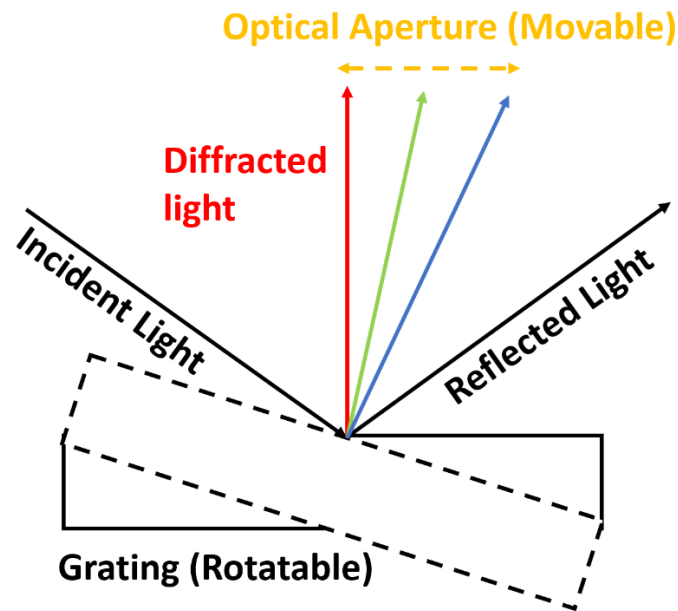 Optical Aperture (Movable)
Diffracted
light
Incident Light
Reflected Light
Grating (Rotatable)